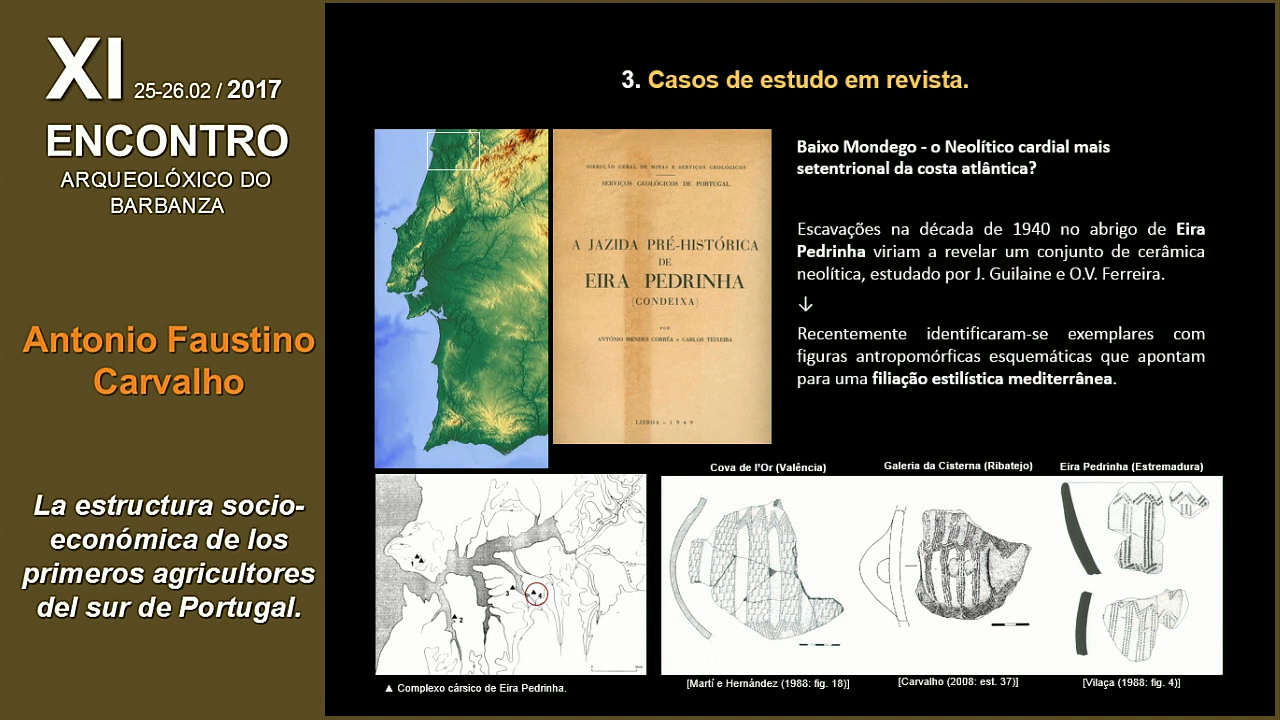 XI 25-26.02 / 2017
ENCONTRO
ARQUEOLÓXICO DO
BARBANZA
Antonio Faustino
Carvalho
La estructura socio-
económica de los
primeros agricultores
del sur de Portugal.
3. Casos de estudo em revista.
DIRECÇÃO GERAL DE MINAS E SERVIÇOS GEOLÓGICOS
SERVIÇOS GEOLÓGICOS DE PORTUGAL
A JAZIDA PRÉ-HISTÓRICA
DE
EIRA PEDRINHA
(CONDEIXA)
POR
ANTÓNIO MENDES CORRÊA e CARLOS TEIXEIRA
LISBOA - 1949
Baixo Mondego - o Neolítico cardial mais
setentrional da costa atlântica?
Escavações na década de 1940 no abrigo de Eira
Pedrinha viriam a revelar um conjunto de cerâmica
neolítica, estudado por J. Guilaine e O.V. Ferreira.
↓
Recentemente identificaram-se exemplares com
figuras antropomórficas esquemáticas que apontam
para uma filiação estilística mediterrânea.
3
4
2
▲ Complexo cársico de Eira Pedrinha.
Cova de l'Or (Valência)
Galeria da Cisterna (Ribatejo)
Eira Pedrinha (Estremadura)
[Martí e Hernández (1988: fig. 18)]
[Carvalho (2008: est. 37)]
[Vilaça (1988: fig. 4)]